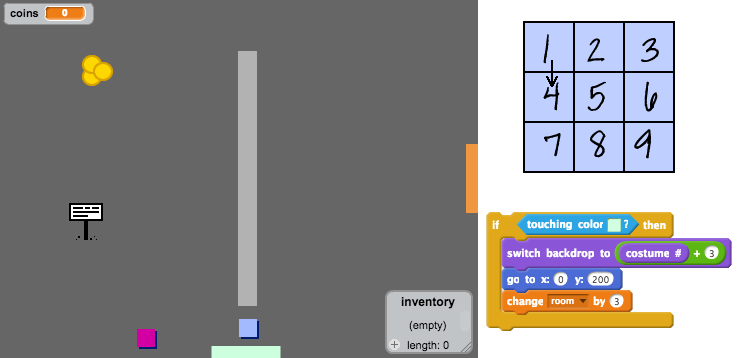 coins 0
inventory
(empty)
+ length: 0
1 2 3
4 5 6
7 8 9
if touching color ? then
switch backdrop to costume # + 3
go to x: 0 y: 200
change room by 3